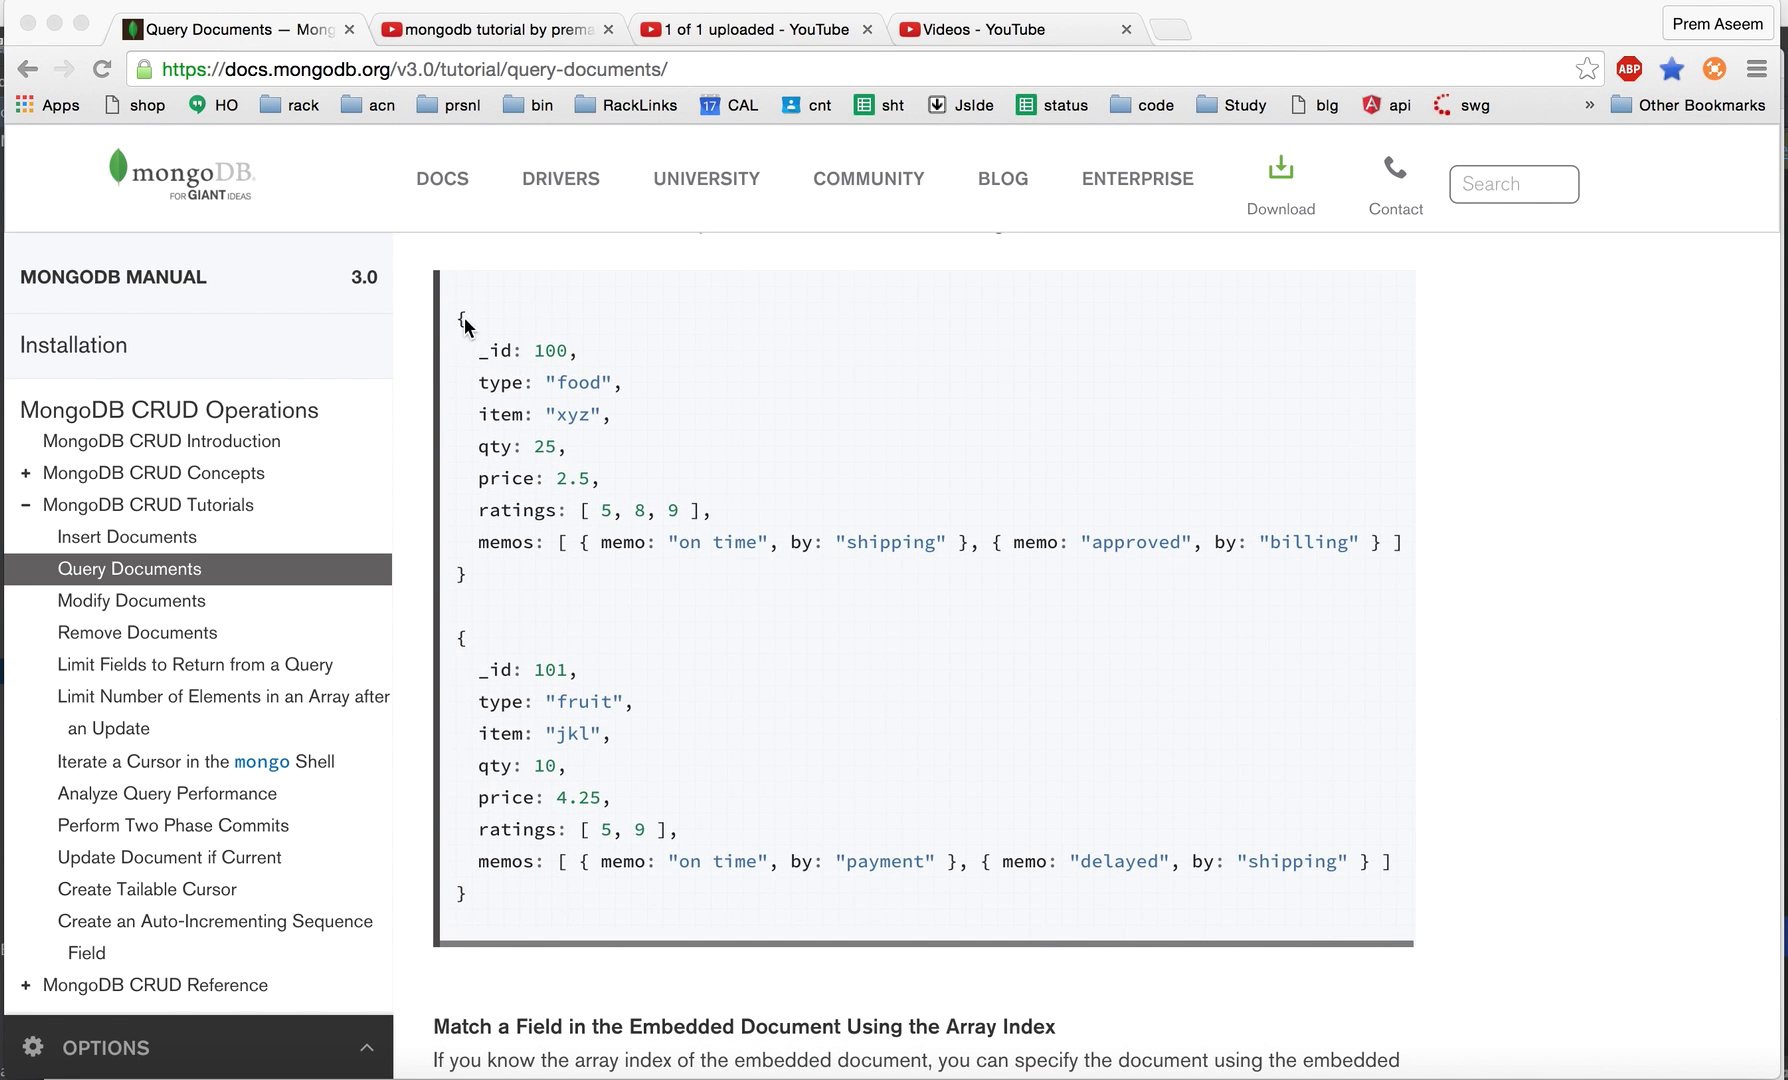 Query Documents — Mong
mongodb tutorial by prema
1 of 1 uploaded - YouTube
Videos - YouTube
Prem Aseem
https://docs.mongodb.org/v3.0/tutorial/query-documents/
ABP
Apps shop HO rack acn prsnl bin RackLinks 17 CAL cnt sht Jslde status code Study blg api swg » Other Bookmarks
mongoDB.
FOR GIANT IDEAS
DOCS DRIVERS UNIVERSITY COMMUNITY BLOG ENTERPRISE
Download
Contact
Search
MONGODB MANUAL 3.0
Installation
MongoDB CRUD Operations
MongoDB CRUD Introduction
+ MongoDB CRUD Concepts
– MongoDB CRUD Tutorials
Insert Documents
Query Documents
Modify Documents
Remove Documents
Limit Fields to Return from a Query
Limit Number of Elements in an Array after
an Update
Iterate a Cursor in the mongo Shell
Analyze Query Performance
Perform Two Phase Commits
Update Document if Current
Create Tailable Cursor
Create an Auto-Incrementing Sequence
Field
+ MongoDB CRUD Reference
OPTIONS
{
_id: 100,
type: "food",
item: "xyz",
qty: 25,
price: 2.5,
ratings: [ 5, 8, 9 ],
memos: [ { memo: "on time", by: "shipping" }, { memo: "approved", by: "billing" } ]
}
{
_id: 101,
type: "fruit",
item: "jkl",
qty: 10,
price: 4.25,
ratings: [ 5, 9 ],
memos: [ { memo: "on time", by: "payment" }, { memo: "delayed", by: "shipping" } ]
}
Match a Field in the Embedded Document Using the Array Index
If you know the array index of the embedded document, you can specify the document using the embedded